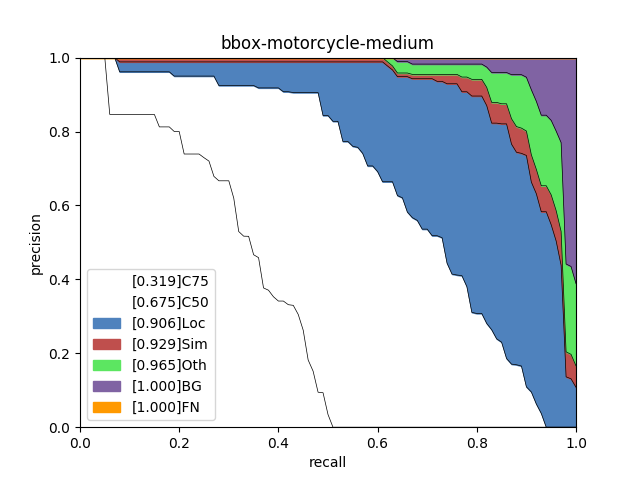 bbox-motorcycle-medium
1.0
0.8
0.6
0.4
0.2
0.0
precision
[0.319]C75
[0.675]C50
[0.906]Loc
[0.929]Sim
[0.965]Oth
[1.000]BG
[1.000]FN
0.0 0.2 0.4 0.6 0.8 1.0
recall